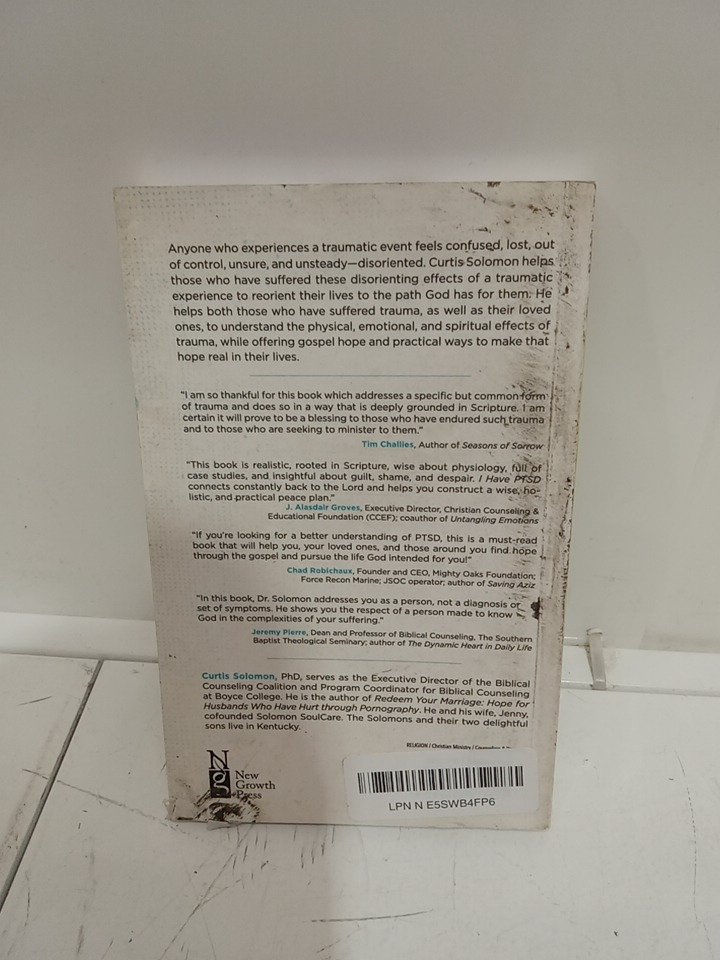 Anyone who experiences a traumatic event feels confused, lost, out
of control, unsure, and unsteady—disoriented. Curtis Solomon helps
those who have suffered these disorienting effects of a traumatic
experience to reorient their lives to the path God has for them. He
helps both those who have suffered trauma, as well as their loved
ones, to understand the physical, emotional, and spiritual effects of
trauma, while offering gospel hope and practical ways to make that
hope real in their lives.
"I am so thankful for this book which addresses a specific but common form
of trauma and does so in a way that is deeply grounded in Scripture. I am
certain it will prove to be a blessing to those who have endured such trauma
and to those who are seeking to minister to them."
Tim Challies, Author of Seasons of Sorrow
"This book is realistic, rooted in Scripture, wise about physiology, full of
case studies, and insightful about guilt, shame, and despair. I Have PTSD
connects constantly back to the Lord and helps you construct a wise, ho-
listic, and practical peace plan."
J. Alasdair Groves, Executive Director, Christian Counseling &
Educational Foundation (CCEF); coauthor of Untangling Emotions
"If you're looking for a better understanding of PTSD, this is a must-read
book that will help you, your loved ones, and those around you find hope
through the gospel and pursue the life God intended for you!"
Chad Robichaux, Founder and CEO, Mighty Oaks Foundation;
Force Recon Marine; JSOC operator; author of Saving Aziz
"In this book, Dr. Solomon addresses you as a person, not a diagnosis or
set of symptoms. He shows you the respect of a person made to know
God in the complexities of your suffering."
Jeremy Pierre, Dean and Professor of Biblical Counseling, The Southern
Baptist Theological Seminary; author of The Dynamic Heart in Daily Life
Curtis Solomon, PhD, serves as the Executive Director of the Biblical
Counseling Coalition and Program Coordinator for Biblical Counseling
at Boyce College. He is the author of Redeem Your Marriage: Hope for
Husbands Who Have Hurt through Pornography. He and his wife, Jenny,
cofounded Solomon SoulCare. The Solomons and their two delightful
sons live in Kentucky.
RELIGION / Christian Ministry /
New
Growth
Press
LPN N E5SWB4FP6